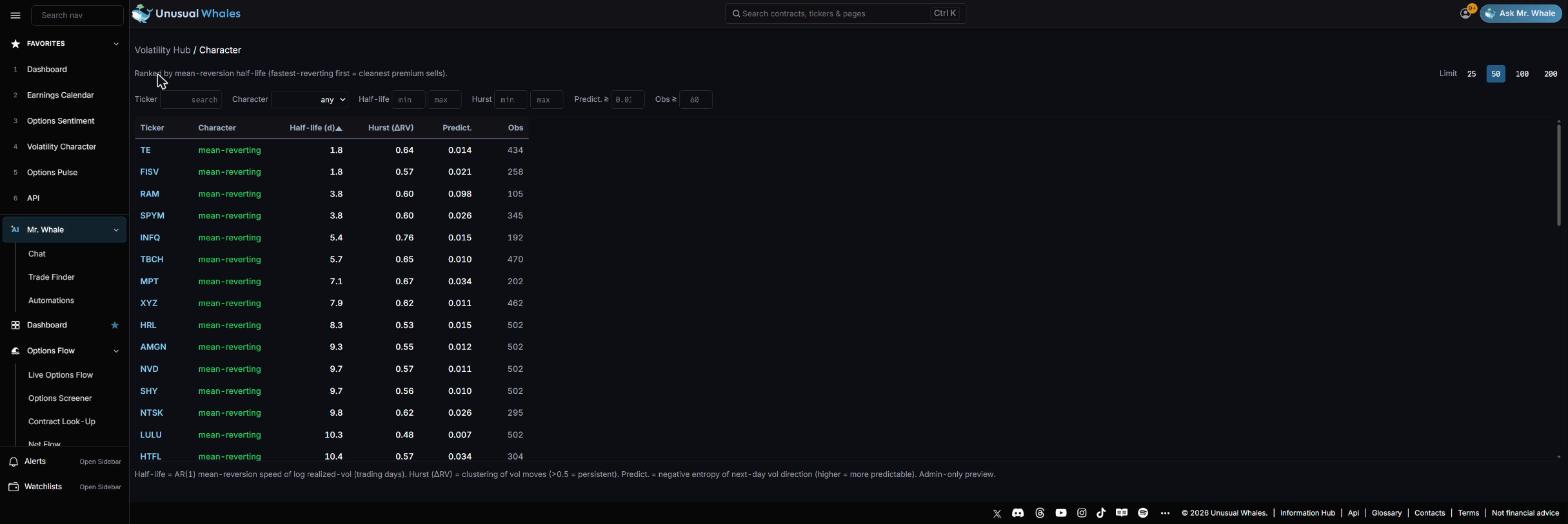 Search nav
Unusual Whales
Search contracts, tickers & pages
Ctrl K
9+
Ask Mr. Whale
FAVORITES
1 Dashboard
2 Earnings Calendar
3 Options Sentiment
4 Volatility Character
5 Options Pulse
6 API
AI Mr. Whale
Chat
Trade Finder
Automations
Dashboard
Options Flow
Live Options Flow
Options Screener
Contract Look-Up
Net Flow
Alerts Open Sidebar
Watchlists Open Sidebar
Volatility Hub / Character
Ranked by mean-reversion half-life (fastest-reverting first = cleanest premium sells).
Limit 25 50 100 200
Ticker search Character any Half-life min max Hurst min max Predict. ≥ 0.01 Obs ≥ 60
Ticker Character Half-life (d)▲ Hurst (ΔRV) Predict. Obs
TE mean-reverting 1.8 0.64 0.014 434
FISV mean-reverting 1.8 0.57 0.021 258
RAM mean-reverting 3.8 0.60 0.098 105
SPYM mean-reverting 3.8 0.60 0.026 345
INFQ mean-reverting 5.4 0.76 0.015 192
TBCH mean-reverting 5.7 0.65 0.010 470
MPT mean-reverting 7.1 0.67 0.034 202
XYZ mean-reverting 7.9 0.62 0.011 462
HRL mean-reverting 8.3 0.53 0.015 502
AMGN mean-reverting 9.3 0.55 0.012 502
NVD mean-reverting 9.7 0.57 0.011 502
SHY mean-reverting 9.7 0.56 0.010 502
NTSK mean-reverting 9.8 0.62 0.026 295
LULU mean-reverting 10.3 0.48 0.007 502
HTFL mean-reverting 10.4 0.57 0.034 304
Half-life = AR(1) mean-reversion speed of log realized-vol (trading days). Hurst (ΔRV) = clustering of vol moves (>0.5 = persistent). Predict. = negative entropy of next-day vol direction (higher = more predictable). Admin-only preview.
© 2026 Unusual Whales. | Information Hub | Api | Glossary | Contacts | Terms | Not financial advice